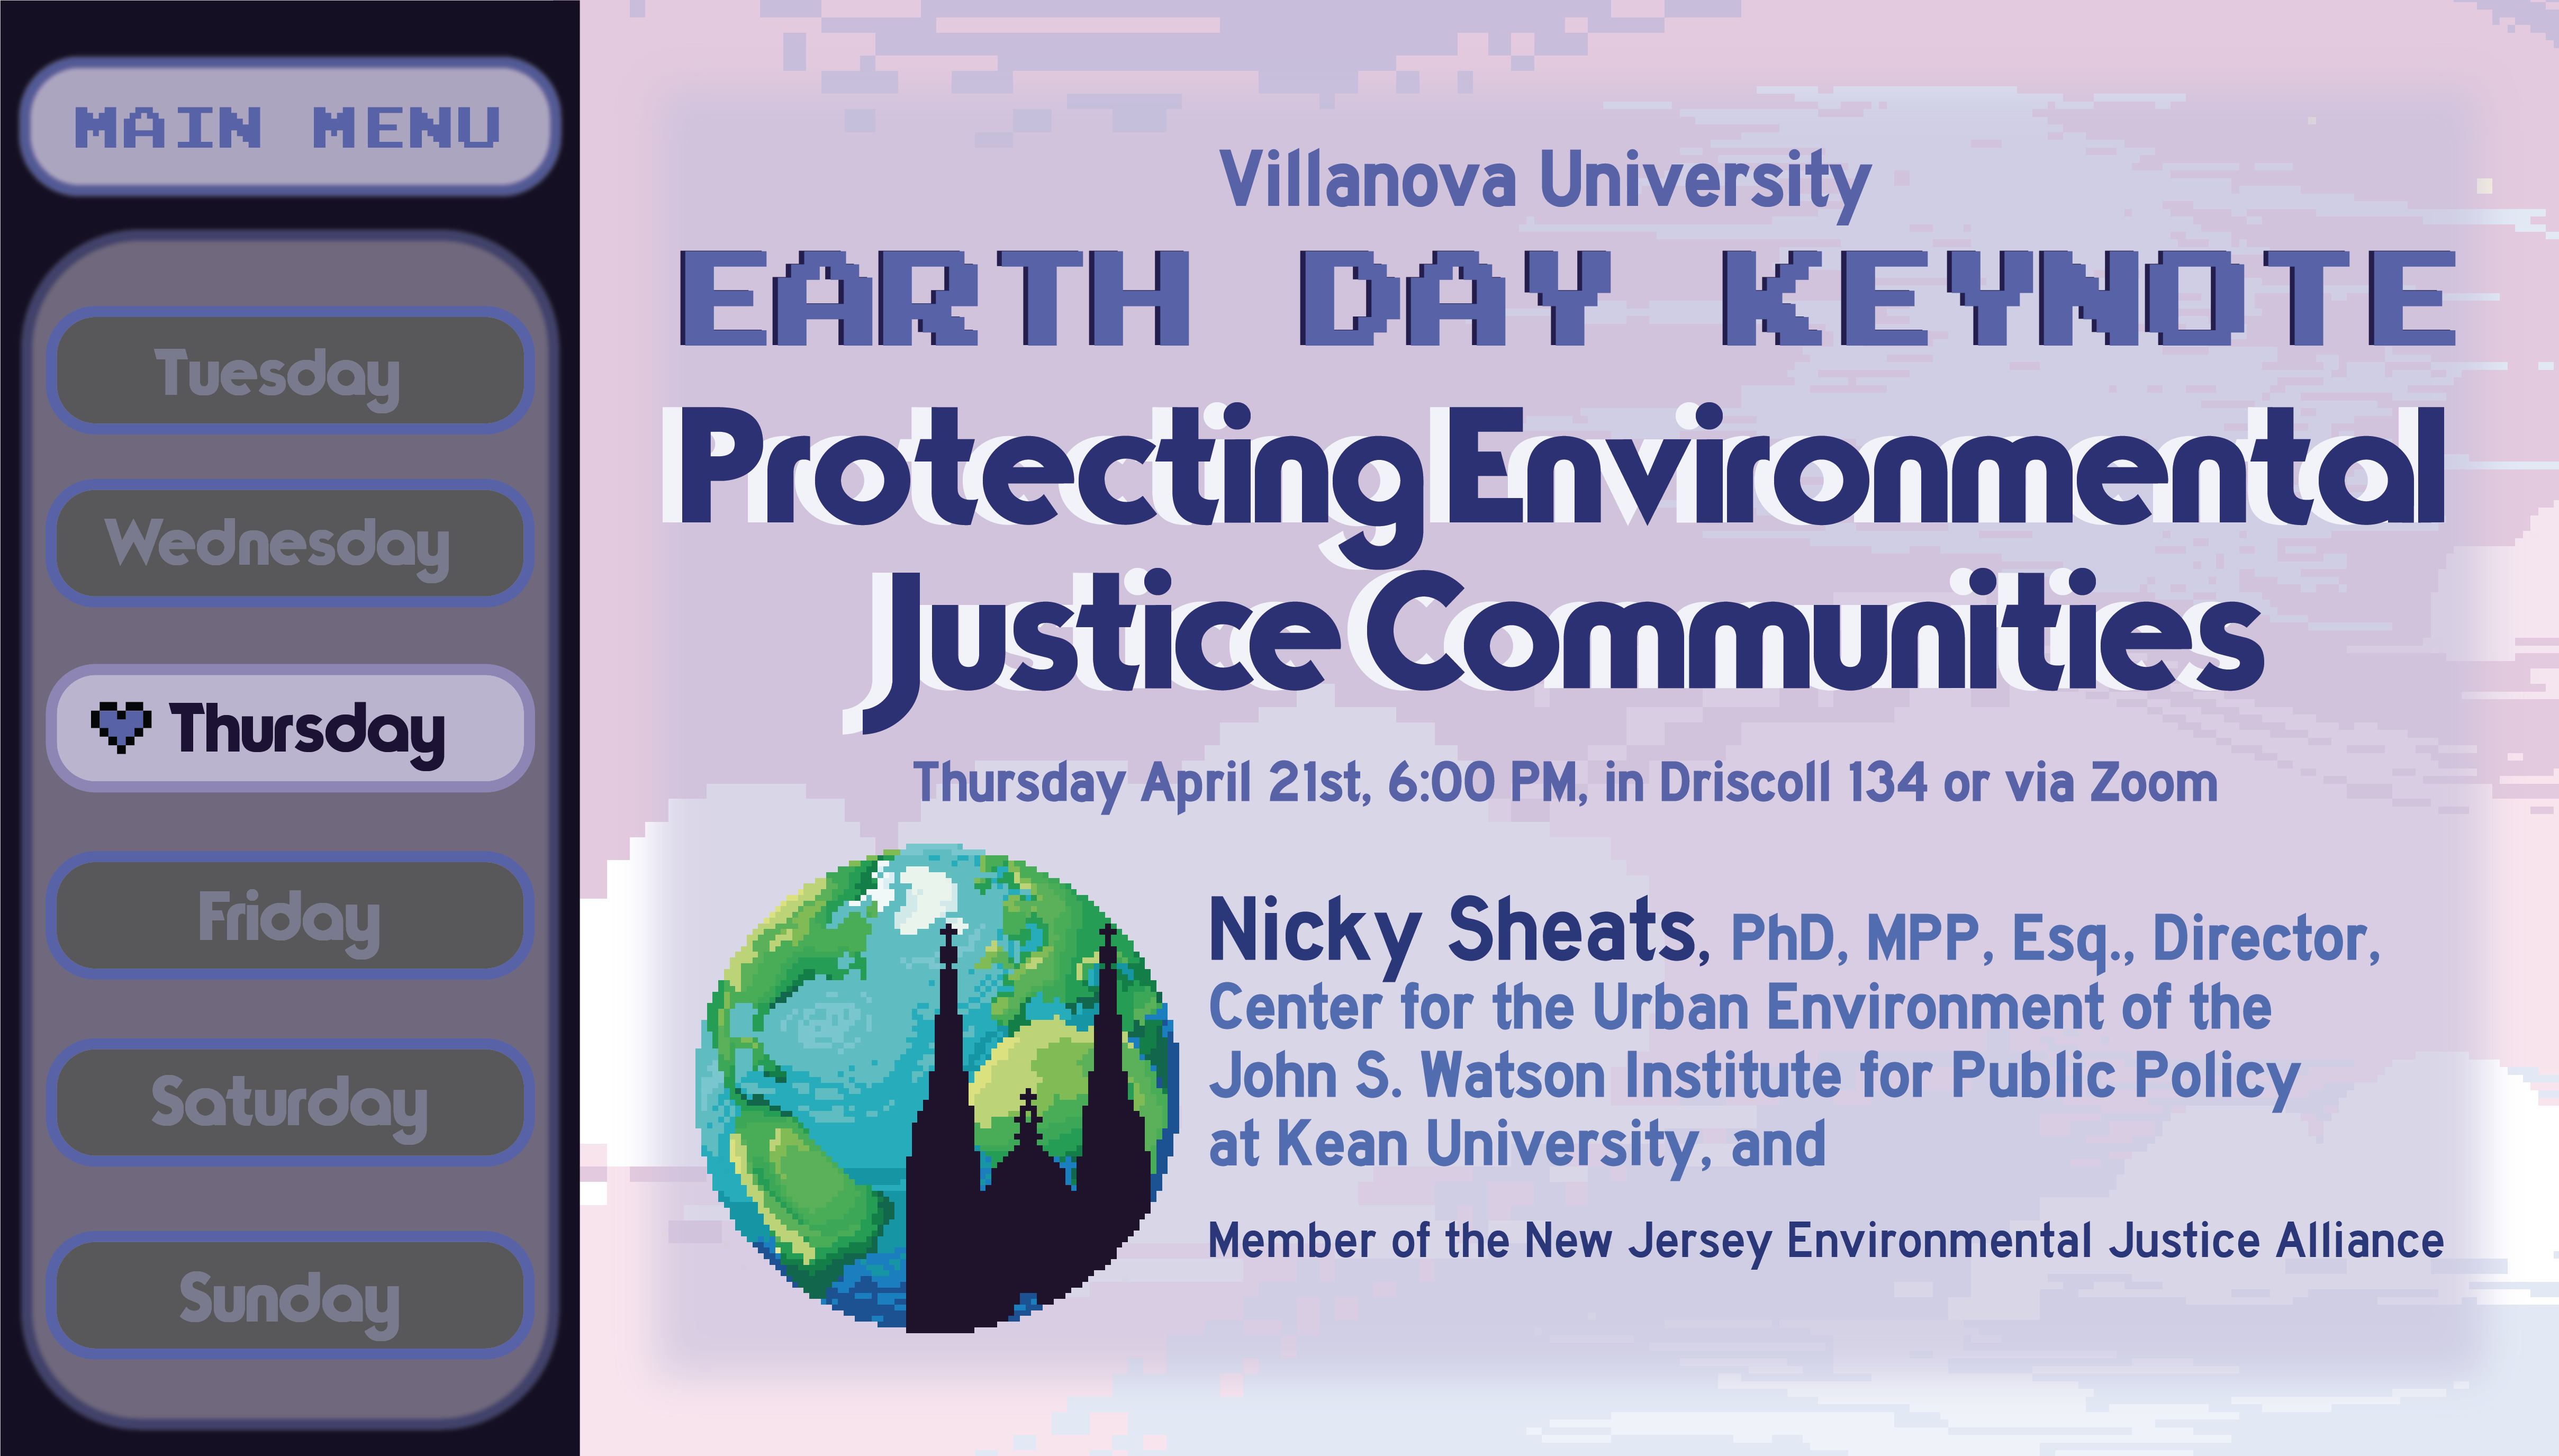 MAIN MENU
Tuesday
Wednesday
Thursday
Friday
Saturday
Sunday
Villanova University
EARTH DAY KEYNOTE
Protecting Environmental
Justice Communities
Thursday April 21st, 6:00 PM, in Driscoll 134 or via Zoom
Nicky Sheats, PhD, MPP, Esq., Director,
Center for the Urban Environment of the
John S. Watson Institute for Public Policy
at Kean University, and
Member of the New Jersey Environmental Justice Alliance